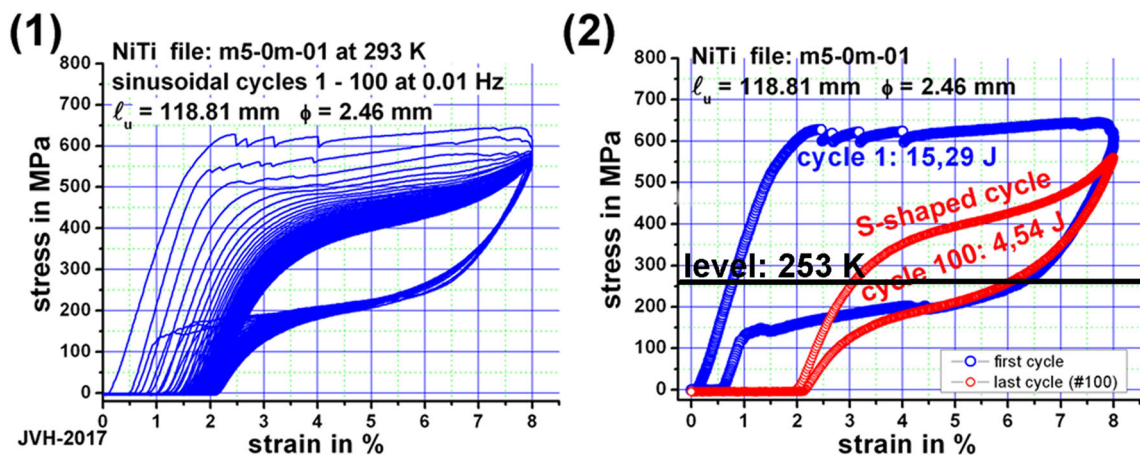 (1)
NiTi file: m5-0m-01 at 293 K
sinusoidal cycles 1 - 100 at 0.01 Hz
ℓu = 118.81 mm ϕ = 2.46 mm
stress in MPa
800
700
600
500
400
300
200
100
0
0 1 2 3 4 5 6 7 8
strain in %
JVH-2017
(2)
NiTi file: m5-0m-01
ℓu = 118.81 mm ϕ = 2.46 mm
stress in MPa
800
700
600
500
400
300
200
100
0
cycle 1: 15,29 J
S-shaped cycle
cycle 100: 4,54 J
level: 253 K
first cycle
last cycle (#100)
0 1 2 3 4 5 6 7 8
strain in %